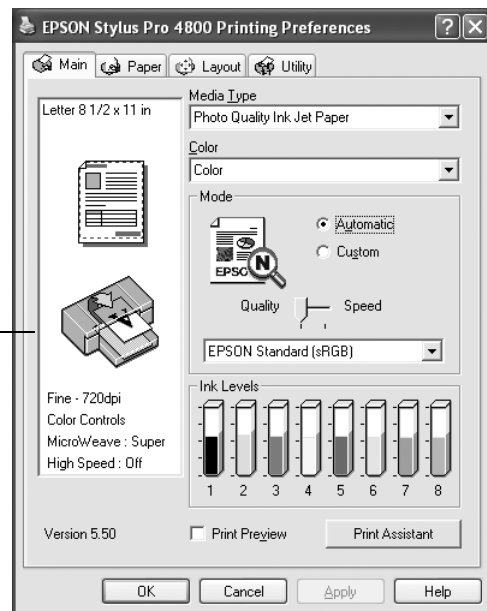 EPSON Stylus Pro 4800 Printing Preferences
Main Paper Layout Utility
Letter 8 1/2 x 11 in
Media Type
Photo Quality Ink Jet Paper
Color
Color
Mode
EPSON
N
Automatic
Custom
Quality Speed
EPSON Standard (sRGB)
Fine - 720dpi
Color Controls
MicroWeave : Super
High Speed : Off
Ink Levels
1 2 3 4 5 6 7 8
Version 5.50
Print Preview
Print Assistant
OK Cancel Apply Help